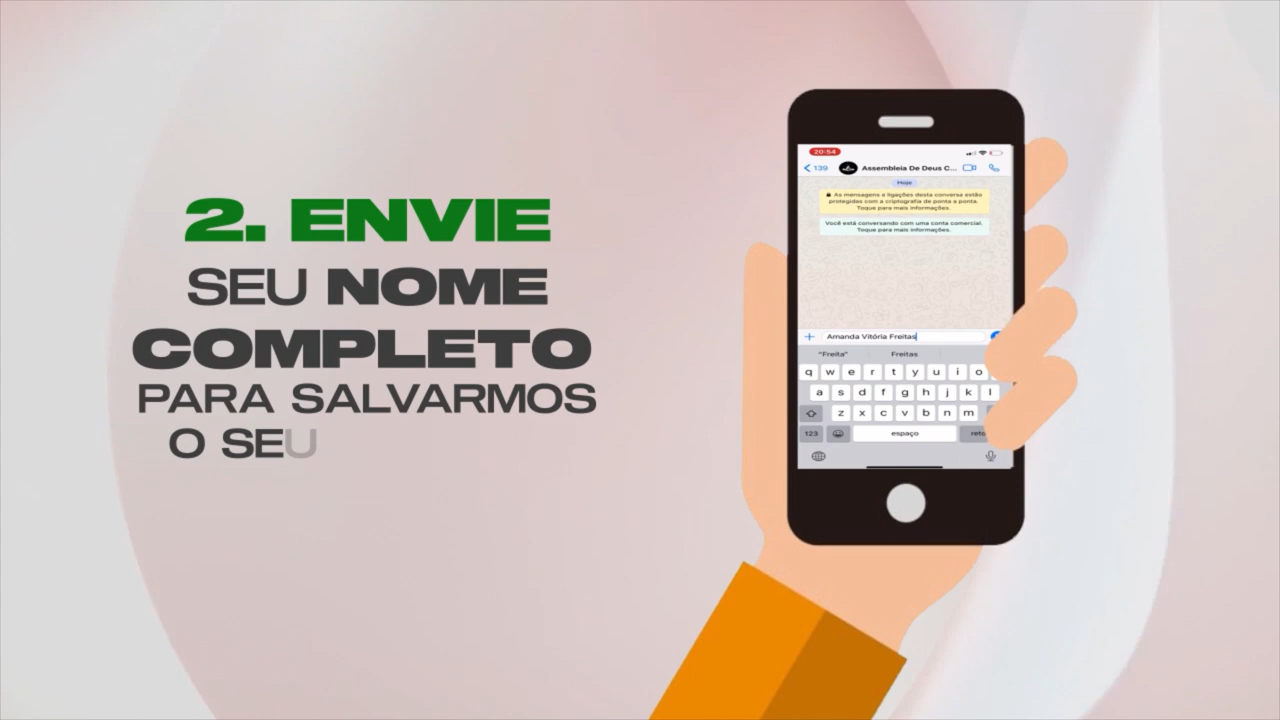 2. ENVIE
SEU NOME
COMPLETO
PARA SALVARMOS
O SEU
20:54
139
Assembleia De Deus C...
Hoje
As mensagens e ligações desta conversa estão
protegidas com a criptografia de ponta a ponta.
Toque para mais informações.
Você está conversando com uma conta comercial.
Toque para mais informações.
Amanda Vitória Freitas
"Freita" Freitas
q w e r t y u i o
a s d f g h j k l
z x c v b n m
123 espaço reto